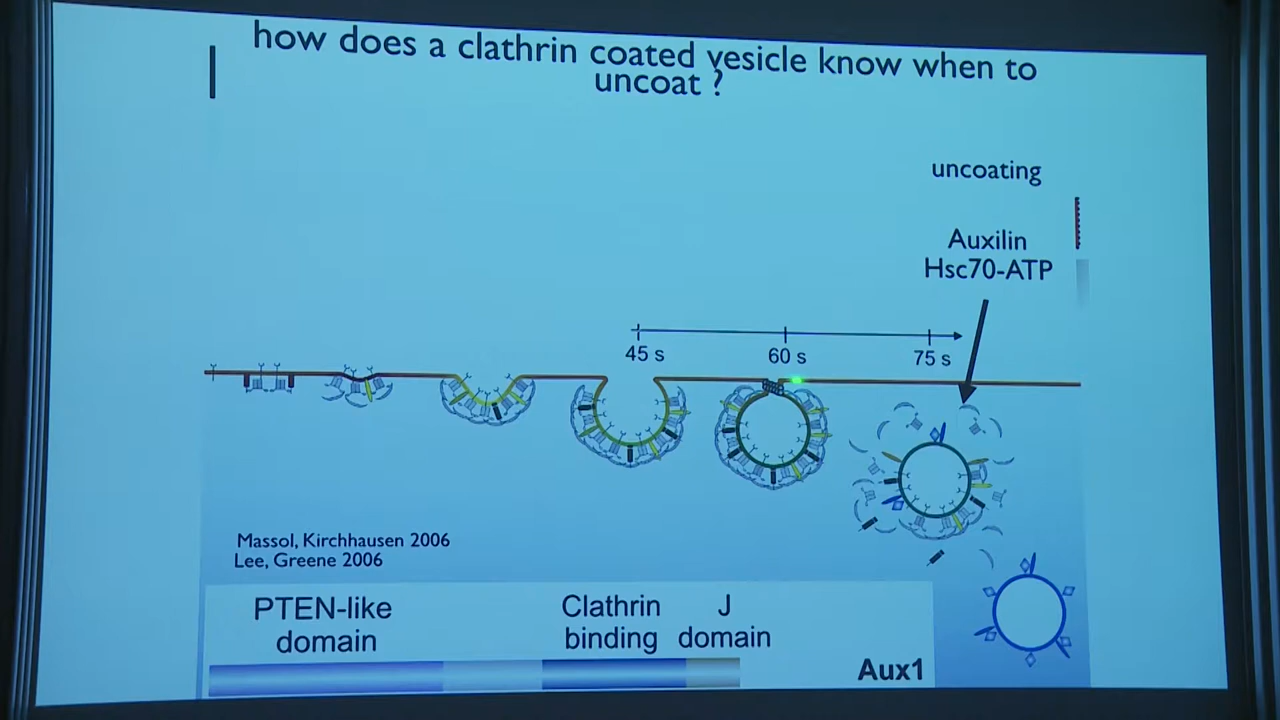 how does a clathrin coated vesicle know when to
uncoat ?
uncoating
Auxilin
Hsc70-ATP
45 s
60 s
75 s
Massol, Kirchhausen 2006
Lee, Greene 2006
PTEN-like
domain
Clathrin
binding
J
domain
Aux1